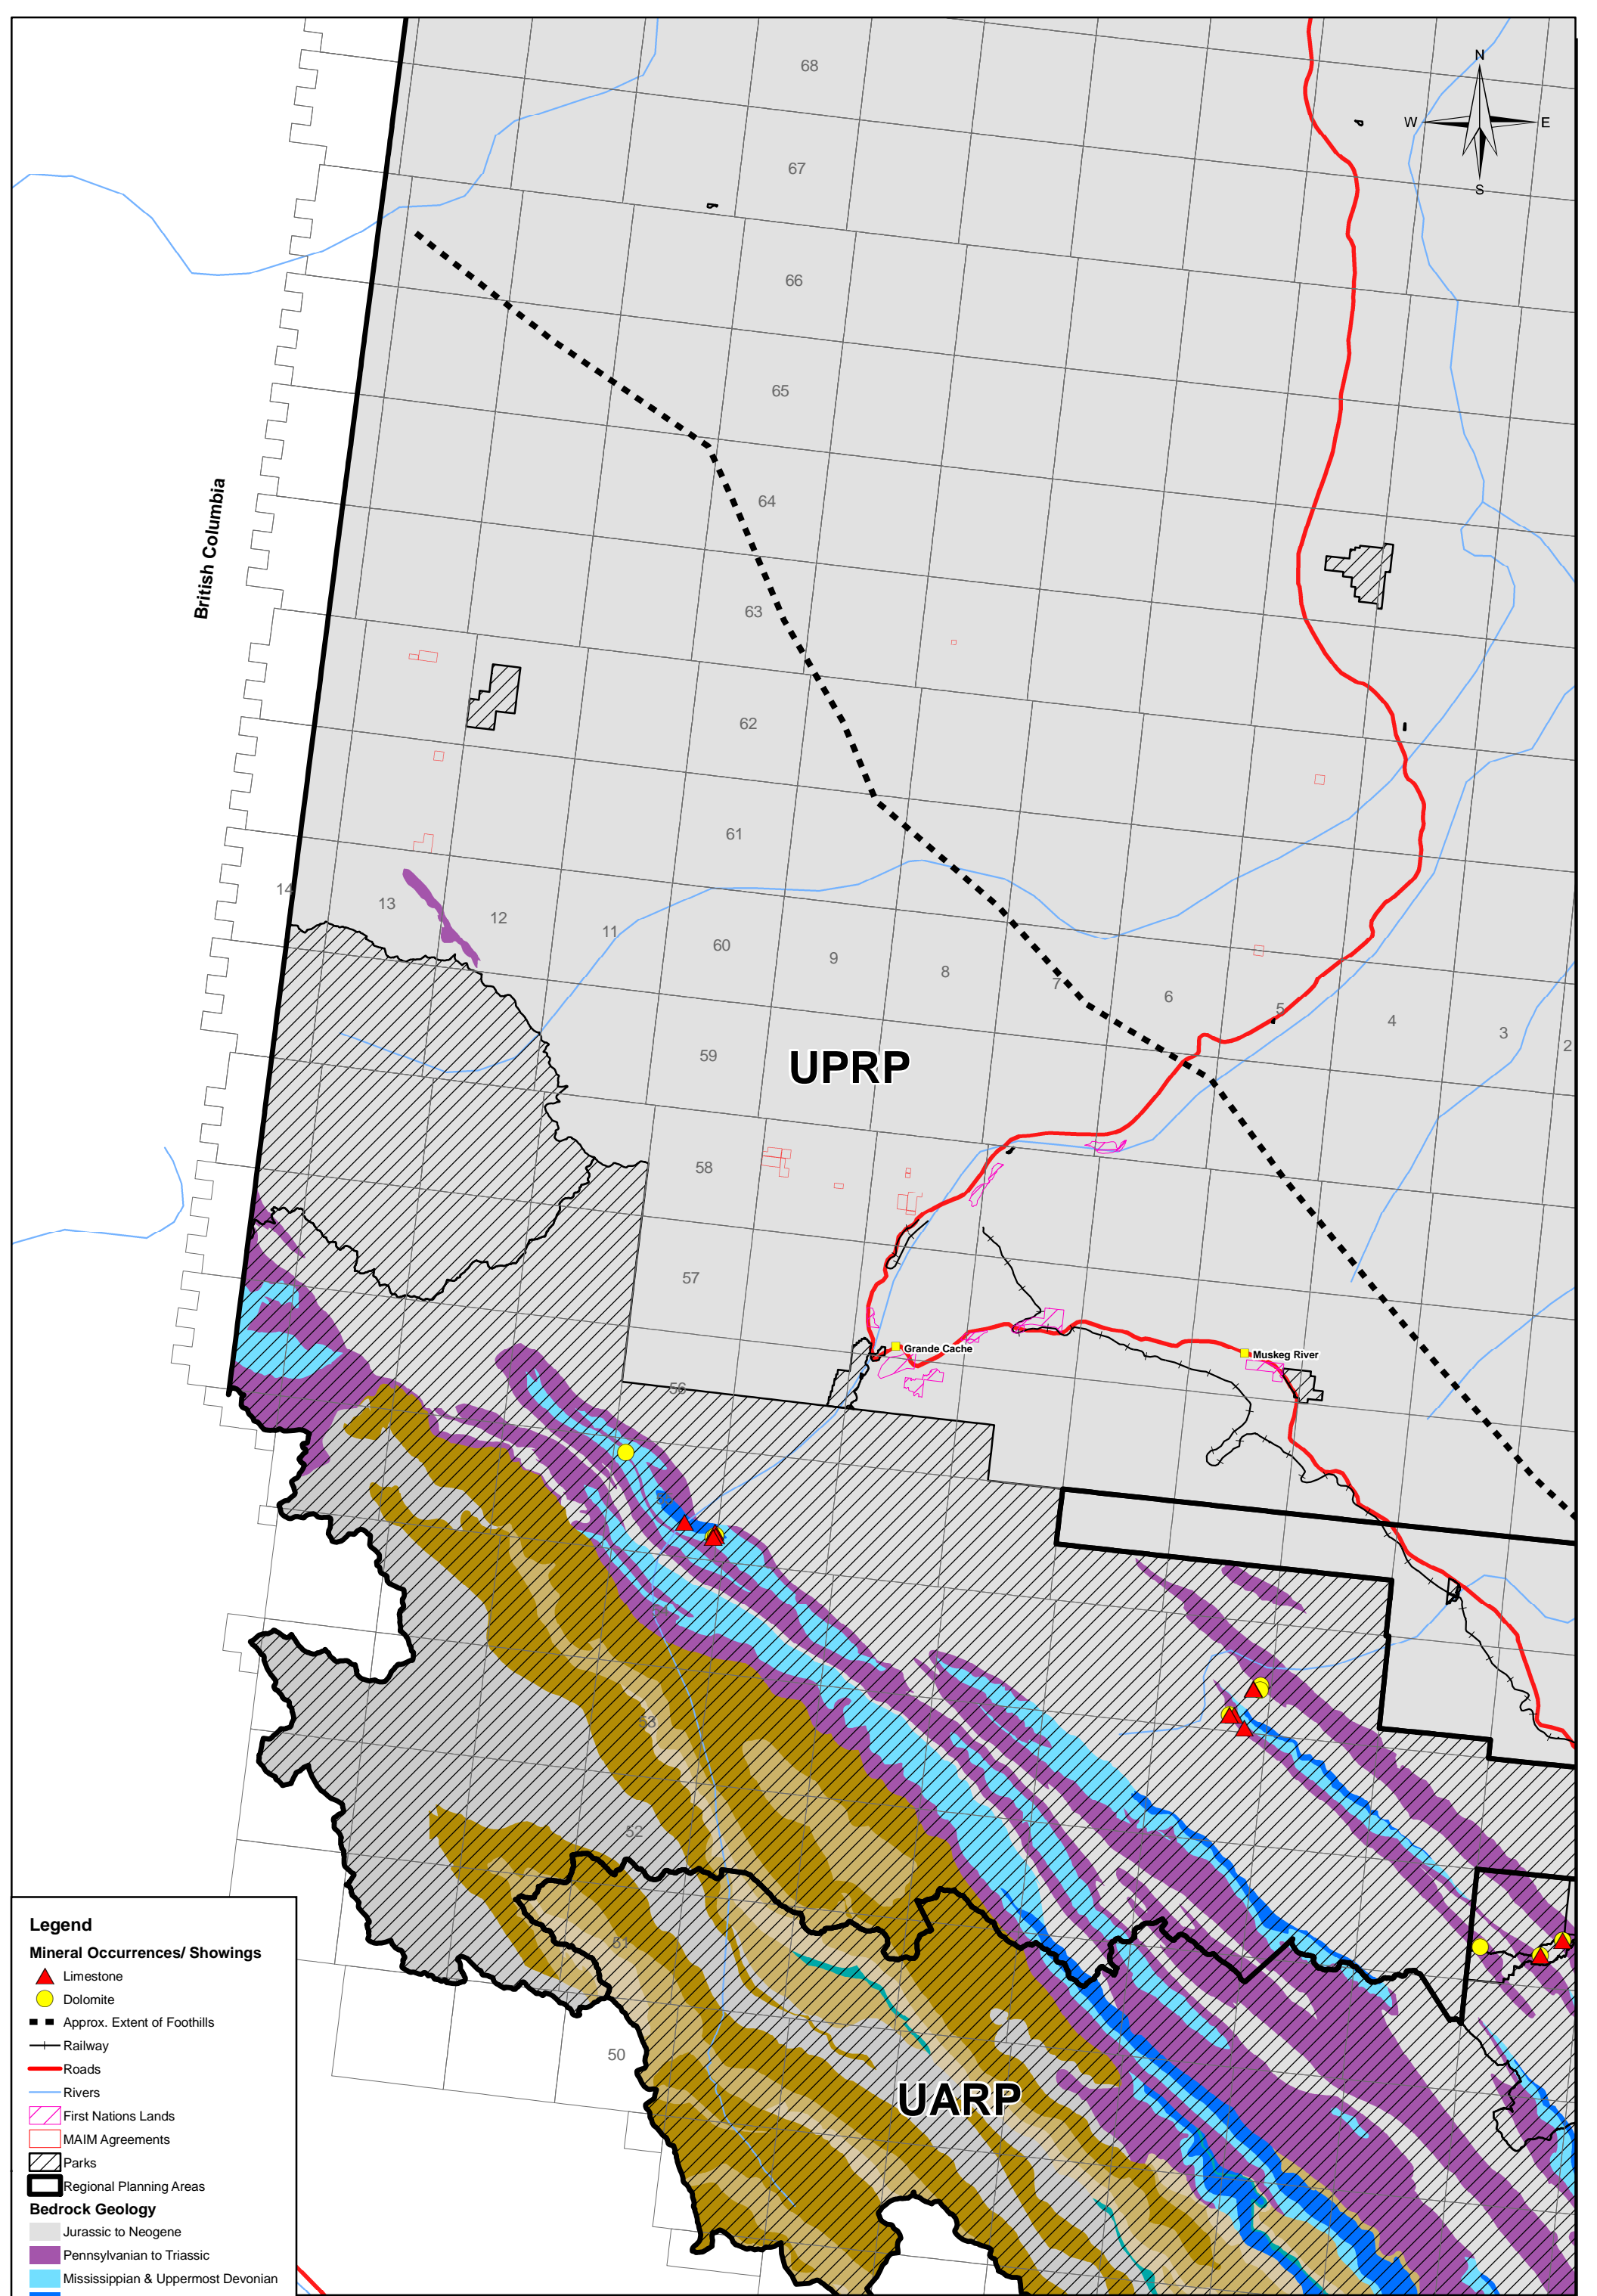 68
N
W
E
S
67
66
65
64
British Columbia
63
62
61
14
13
12
11
60
9
8
7
6
5
4
3
2
59
UPRP
58
57
Grande Cache
Muskeg River
56
55
54
53
52
51
50
UARP
Legend
Mineral Occurrences/ Showings
Limestone
Dolomite
Approx. Extent of Foothills
Railway
Roads
Rivers
First Nations Lands
MAIM Agreements
Parks
Regional Planning Areas
Bedrock Geology
Jurassic to Neogene
Pennsylvanian to Triassic
Mississippian & Uppermost Devonian